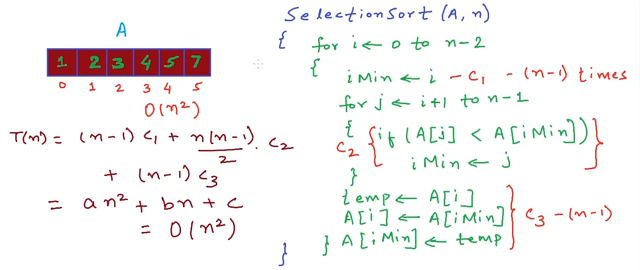 A
1 2 3 4 5 7
0 1 2 3 4 5
O(n²)
T(n) = (n-1) C₁ + n(n-1)/2 . C₂
+ (n-1) C₃
= an² + bn + c
= O(n²)
SelectionSort (A, n)
{ for i ← 0 to n-2
{
iMin ← i - C₁ - (n-1) times
for j ← i+1 to n-1
{
C₂ { if (A[j] < A[iMin]) }
iMin ← j
}
temp ← A[i]
A[i] ← A[iMin] } C₃ - (n-1)
} A[iMin] ← temp
}